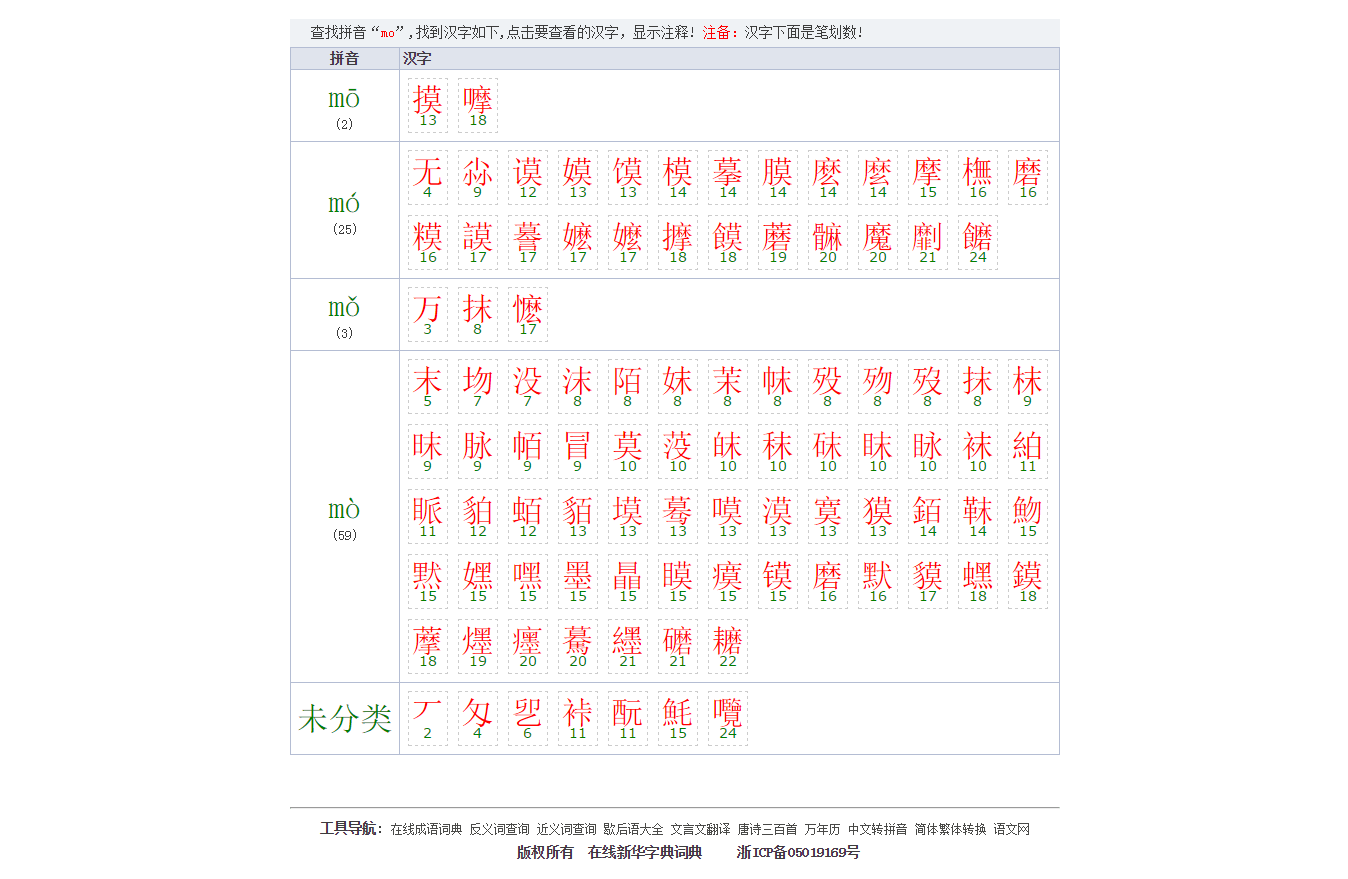 查找拼音“mo”,找到汉字如下,点击要查看的汉字，显示注释！注备：汉字下面是笔划数！
拼音 汉字
mō
(2)
摸 嚤
13 18
mó
(25)
无 尛 谟 嫫 馍 模 摹 膜 麽 麼 摩 橅 磨
4 9 12 13 13 14 14 14 14 14 15 16 16
糢 謨 謩 嬤 嬷 擵 饃 蘑 髍 魔 劘 饝
16 17 17 17 17 18 18 19 20 20 21 24
mǒ
(3)
万 抹 懡
3 8 17
mò
(59)
末 圽 没 沫 陌 妺 茉 帓 殁 歾 歿 抹 枺
5 7 7 8 8 8 8 8 8 8 8 8 9
昧 脉 帞 冒 莫 莈 皌 秣 砞 眜 眿 袜 絈
9 9 9 9 10 10 10 10 10 10 10 10 11
眽 貃 蛨 貊 塻 蓦 嗼 漠 寞 獏 銆 靺 魩
11 12 12 13 13 13 13 13 13 13 14 14 15
默 嫼 嘿 墨 瞐 瞙 瘼 镆 磨 默 貘 蟔 鏌
15 15 15 15 15 15 15 15 16 16 17 18 18
藦 爅 癦 驀 纆 礳 耱
18 19 20 20 21 21 22
未分类
丆 匁 巼 裃 酛 魹 囕
2 4 6 11 11 15 24
工具导航： 在线成语词典 反义词查询 近义词查询 歇后语大全 文言文翻译 唐诗三百首 万年历 中文转拼音 简体繁体转换 语文网
版权所有 在线新华字典词典 浙ICP备05019169号